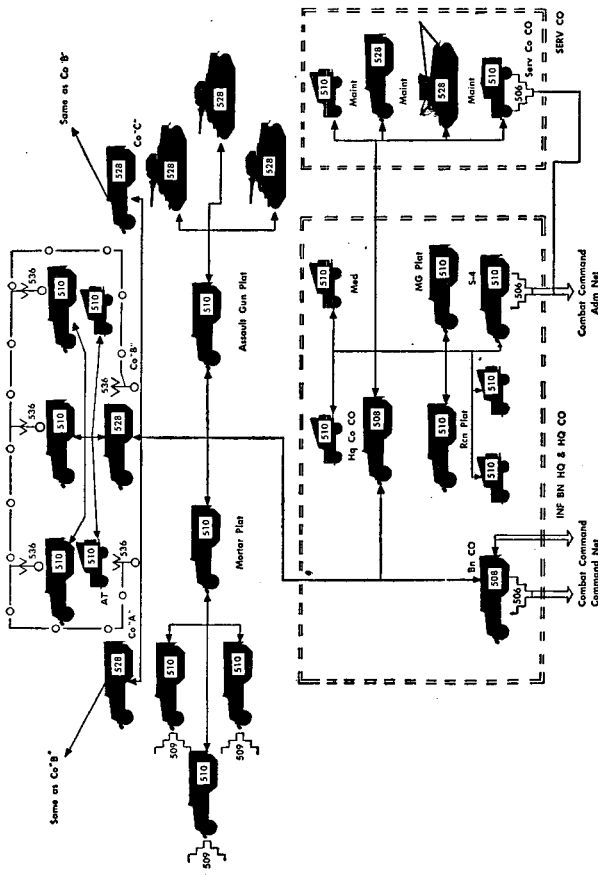 Same as Co "B"
528
Co "A"
536
510
536
510
536
510
510
AT
536
528
536
Co "B"
510
Same as Co "B"
528
Co "C"
509
510
509
510
509
510
510
Mortar Plat
510
Assault Gun Plat
528
528
528
Bn CO
508
506
Combat Command
Command Net
510
Hq Co CO
508
510
Rcn Plat
510
510
510
Med
510
MG Plat
S-4
510
506
Combat Command
Adm Net
INF BN HQ & HQ CO
510
Maint
528
Maint
528
Maint
510
506
Serv Co CO
SERV CO